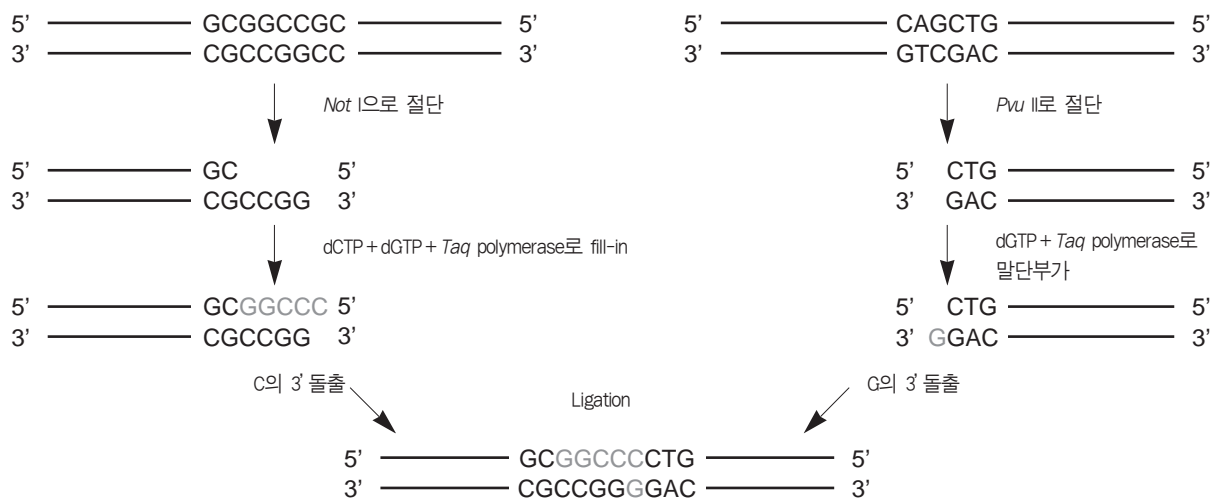 5’ GCGGCCGC 5’
3’ CGCCGGCC 3’
Not Ⅰ으로 절단
5’ GC 5’
3’ CGCCGG 3’
dCTP+dGTP+Taq polymerase로 fill-in
5’ GCGGCCC 5’
3’ CGCCGG 3’
C의 3’ 돌출
5’ CAGCTG 5’
3’ GTCGAC 3’
Pvu Ⅱ로 절단
5’ CTG 5’
3’ GAC 3’
dGTP+Taq polymerase로
말단부가
5’ CTG 5’
3’ GGAC 3’
G의 3’ 돌출
Ligation
5’ GCGGCCCCTG 5’
3’ CGCCGGGGAC 3’